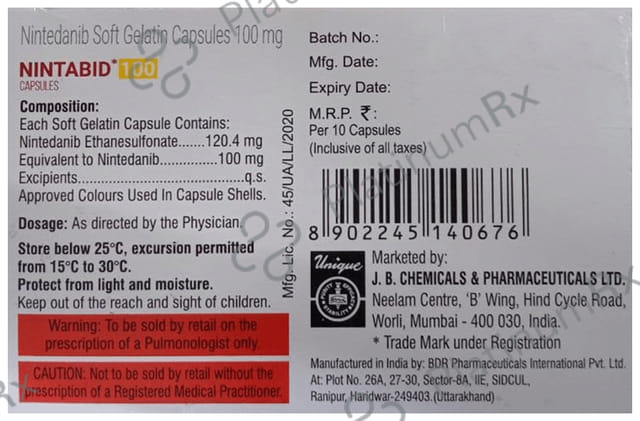 Nintedanib Soft Gelatin Capsules 100 mg
NINTABID* 100
CAPSULES
Composition:
Each Soft Gelatin Capsule Contains:
Nintedanib Ethanesulfonate.......120.4 mg
Equivalent to Nintedanib...............100 mg
Excipients.......................................q.s.
Approved Colours Used In Capsule Shells.
Dosage: As directed by the Physician.
Store below 25°C, excursion permitted
from 15°C to 30°C.
Protect from light and moisture.
Keep out of the reach and sight of children.
Warning: To be sold by retail on the
prescription of a Pulmonologist only.
CAUTION: Not to be sold by retail without the
prescription of a Registered Medical Practitioner.
Mfg. Lic. No.: 45/UA/LL/2020
Batch No.:
Mfg. Date:
Expiry Date:
M.R.P. ₹:
Per 10 Capsules
(Inclusive of all taxes)
8 902245 140676
Unique
Marketed by:
J. B. CHEMICALS & PHARMACEUTICALS LTD.
Neelam Centre, 'B' Wing, Hind Cycle Road,
Worli, Mumbai - 400 030, India.
* Trade Mark under Registration
Manufactured in India by: BDR Pharmaceuticals International Pvt. Ltd.
At: Plot No. 26A, 27-30, Sector-8A, IIE, SIDCUL,
Ranipur, Haridwar-249403.(Uttarakhand)
PlatinumRx